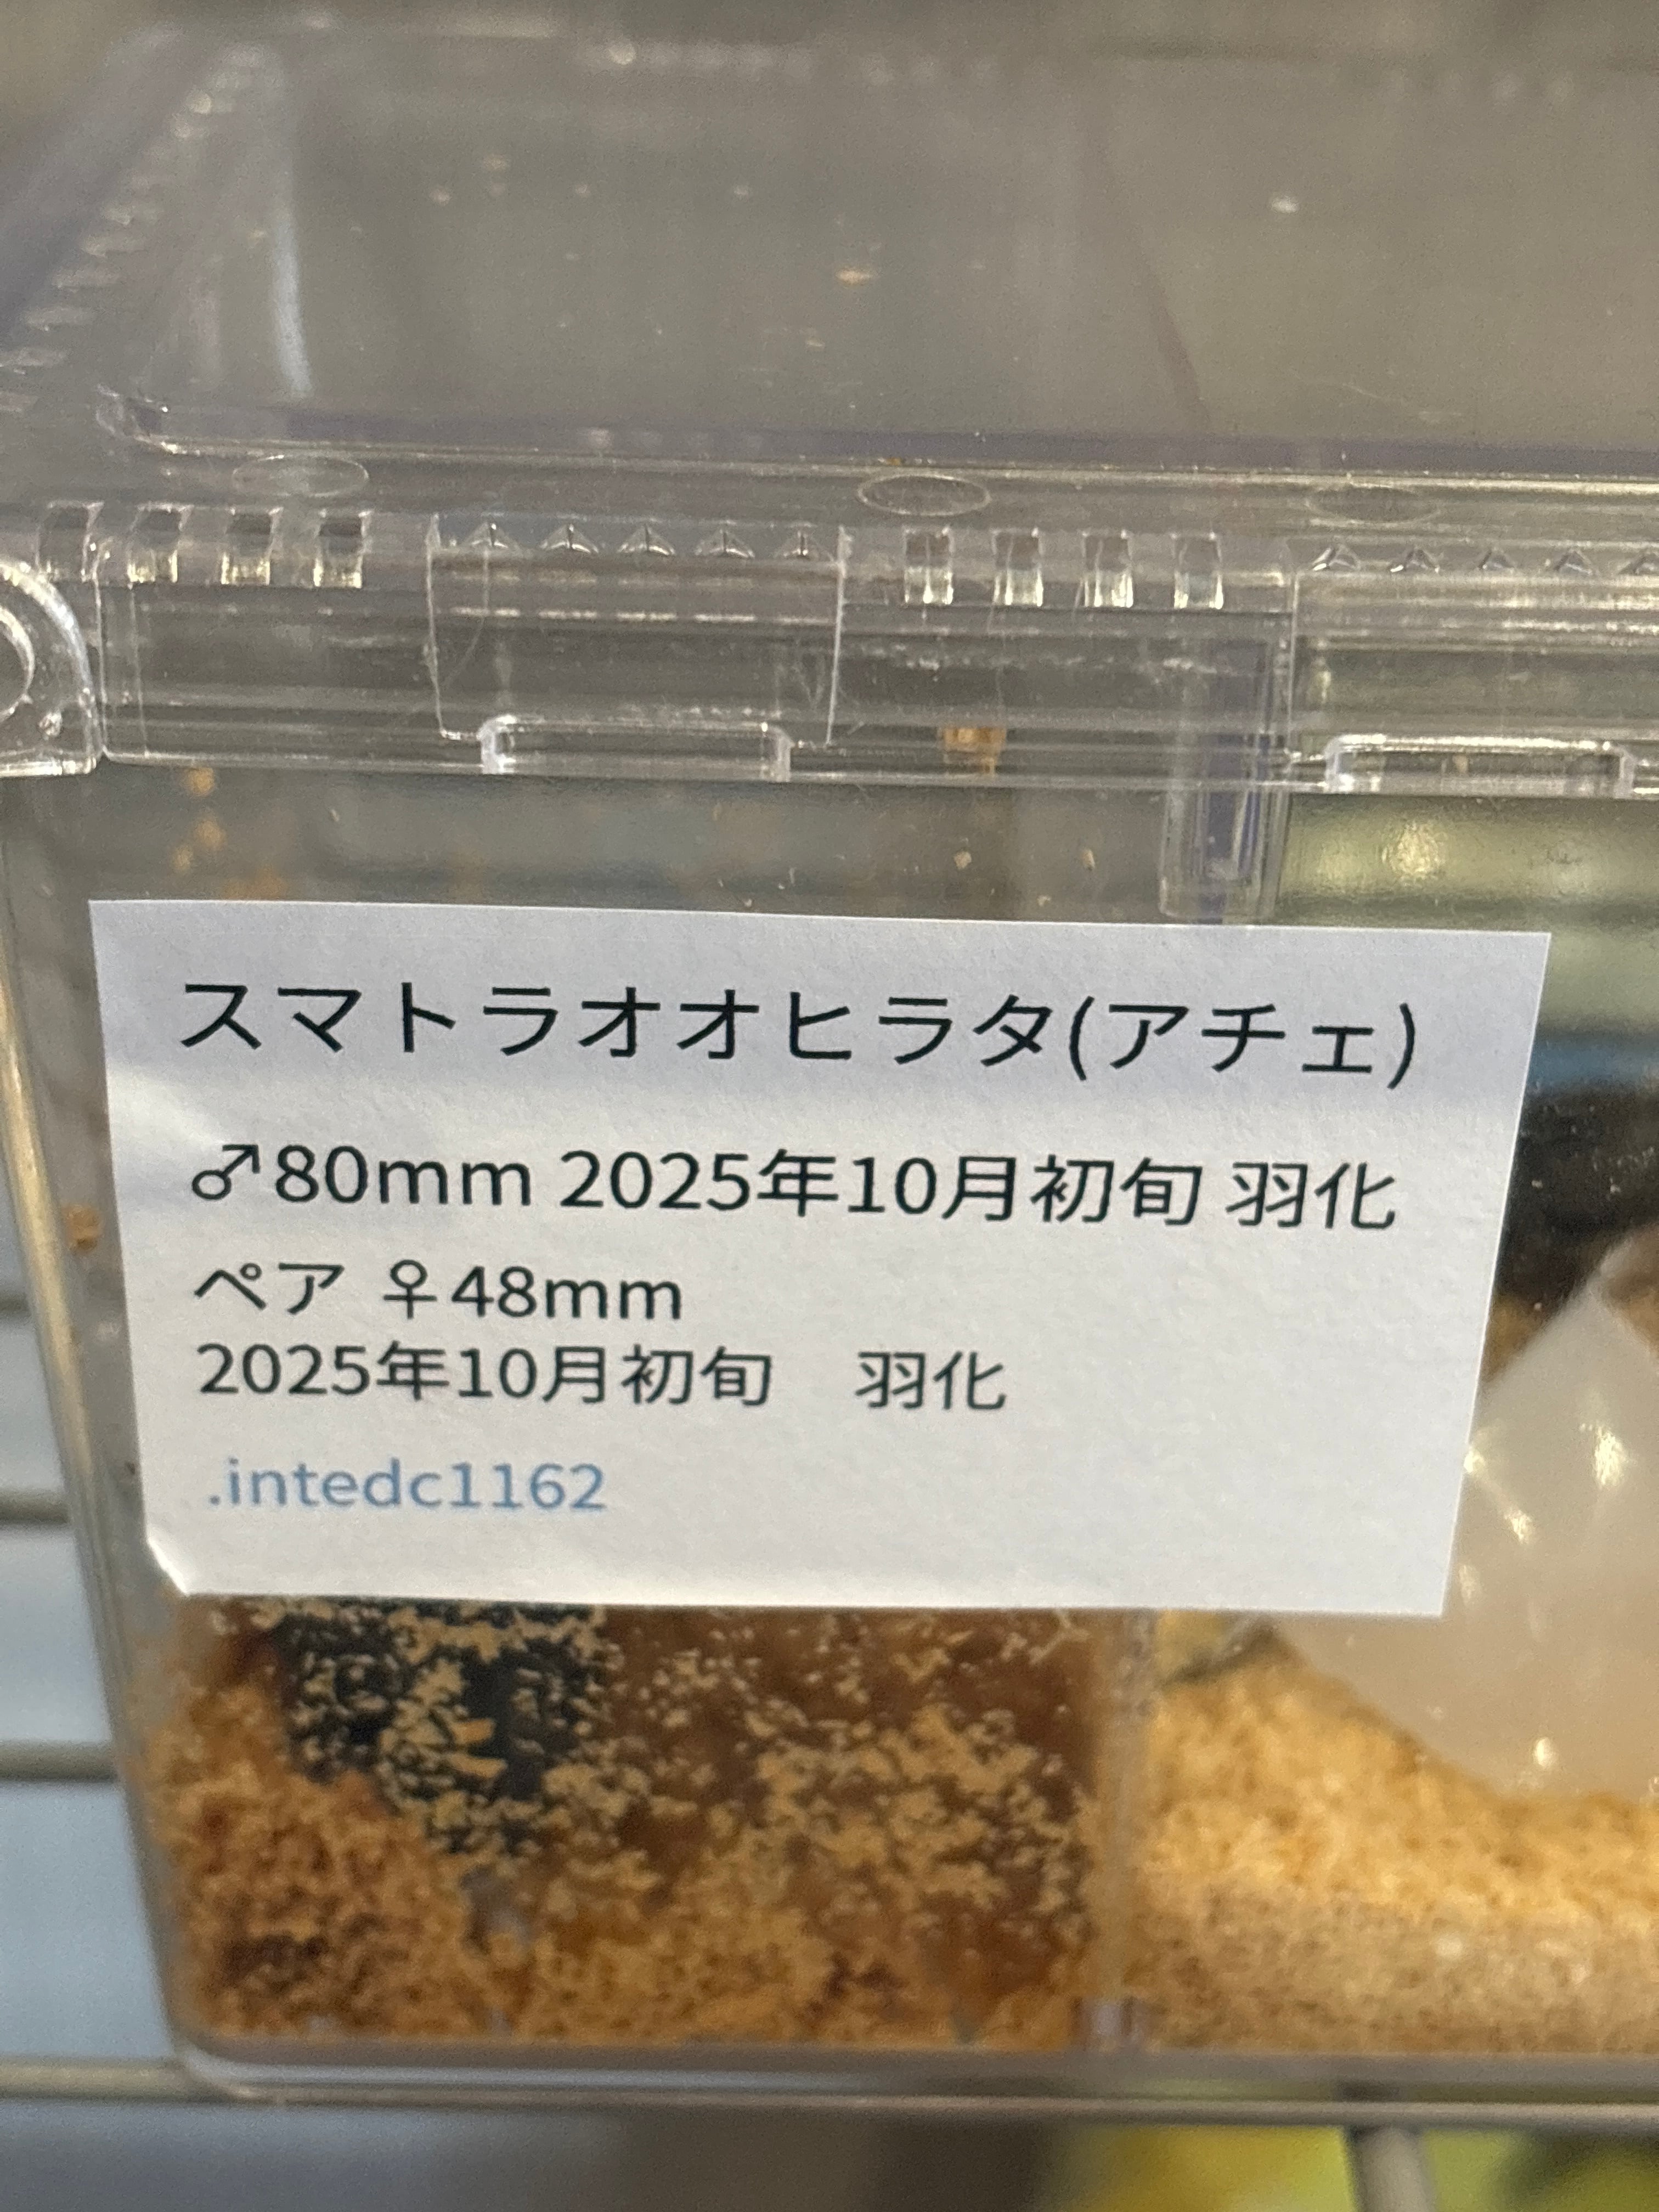 スマトラオオヒラタ(アチェ)
♂80mm 2025年10月初旬 羽化
ペア ♀48mm
2025年10月初旬　羽化
.intedc1162